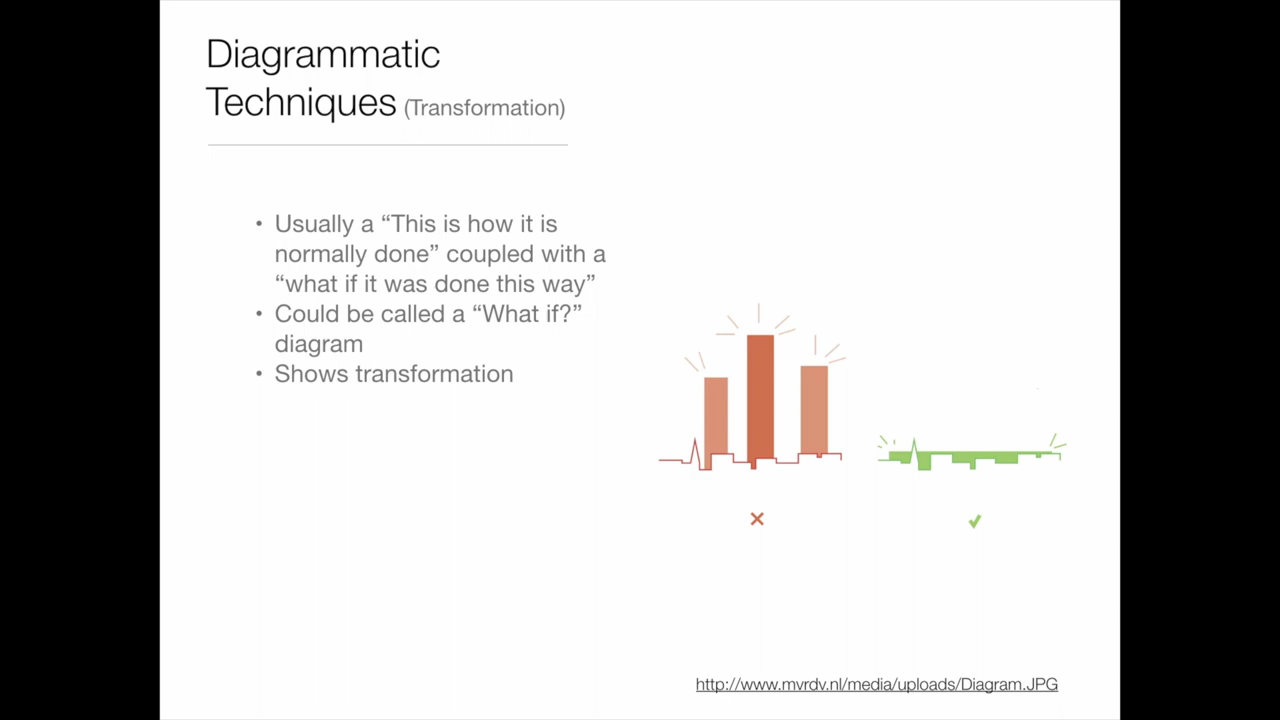 Diagrammatic
Techniques (Transformation)
• Usually a “This is how it is
normally done” coupled with a
“what if it was done this way”
• Could be called a “What if?”
diagram
• Shows transformation
http://www.mvrdv.nl/media/uploads/Diagram.JPG